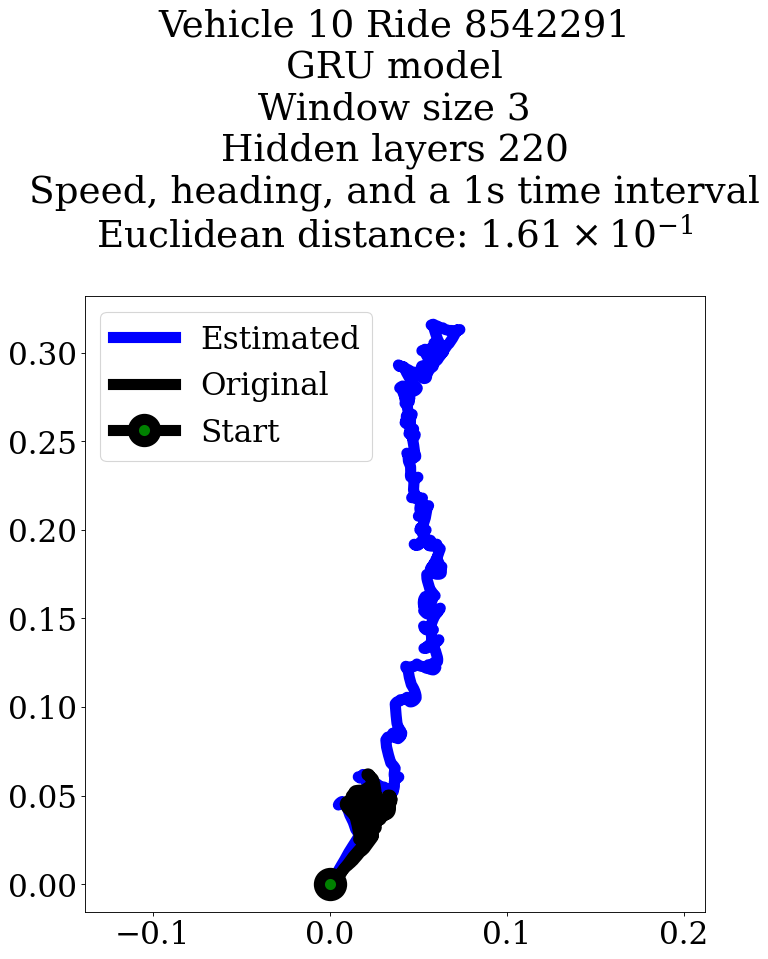 Vehicle 10 Ride 8542291
GRU model
Window size 3
Hidden layers 220
Speed, heading, and a 1s time interval
Euclidean distance: 1.61 × 10⁻¹
Estimated
Original
Start
0.30
0.25
0.20
0.15
0.10
0.05
0.00
−0.1
0.0
0.1
0.2